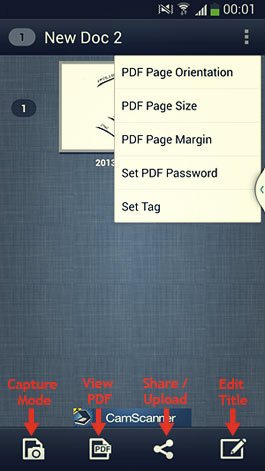 00:01
1 New Doc 2
PDF Page Orientation
PDF Page Size
PDF Page Margin
Set PDF Password
Set Tag
1
2013
Capture
Mode
View
PDF
Share /
Upload
Edit
Title
CamScanner
PDF